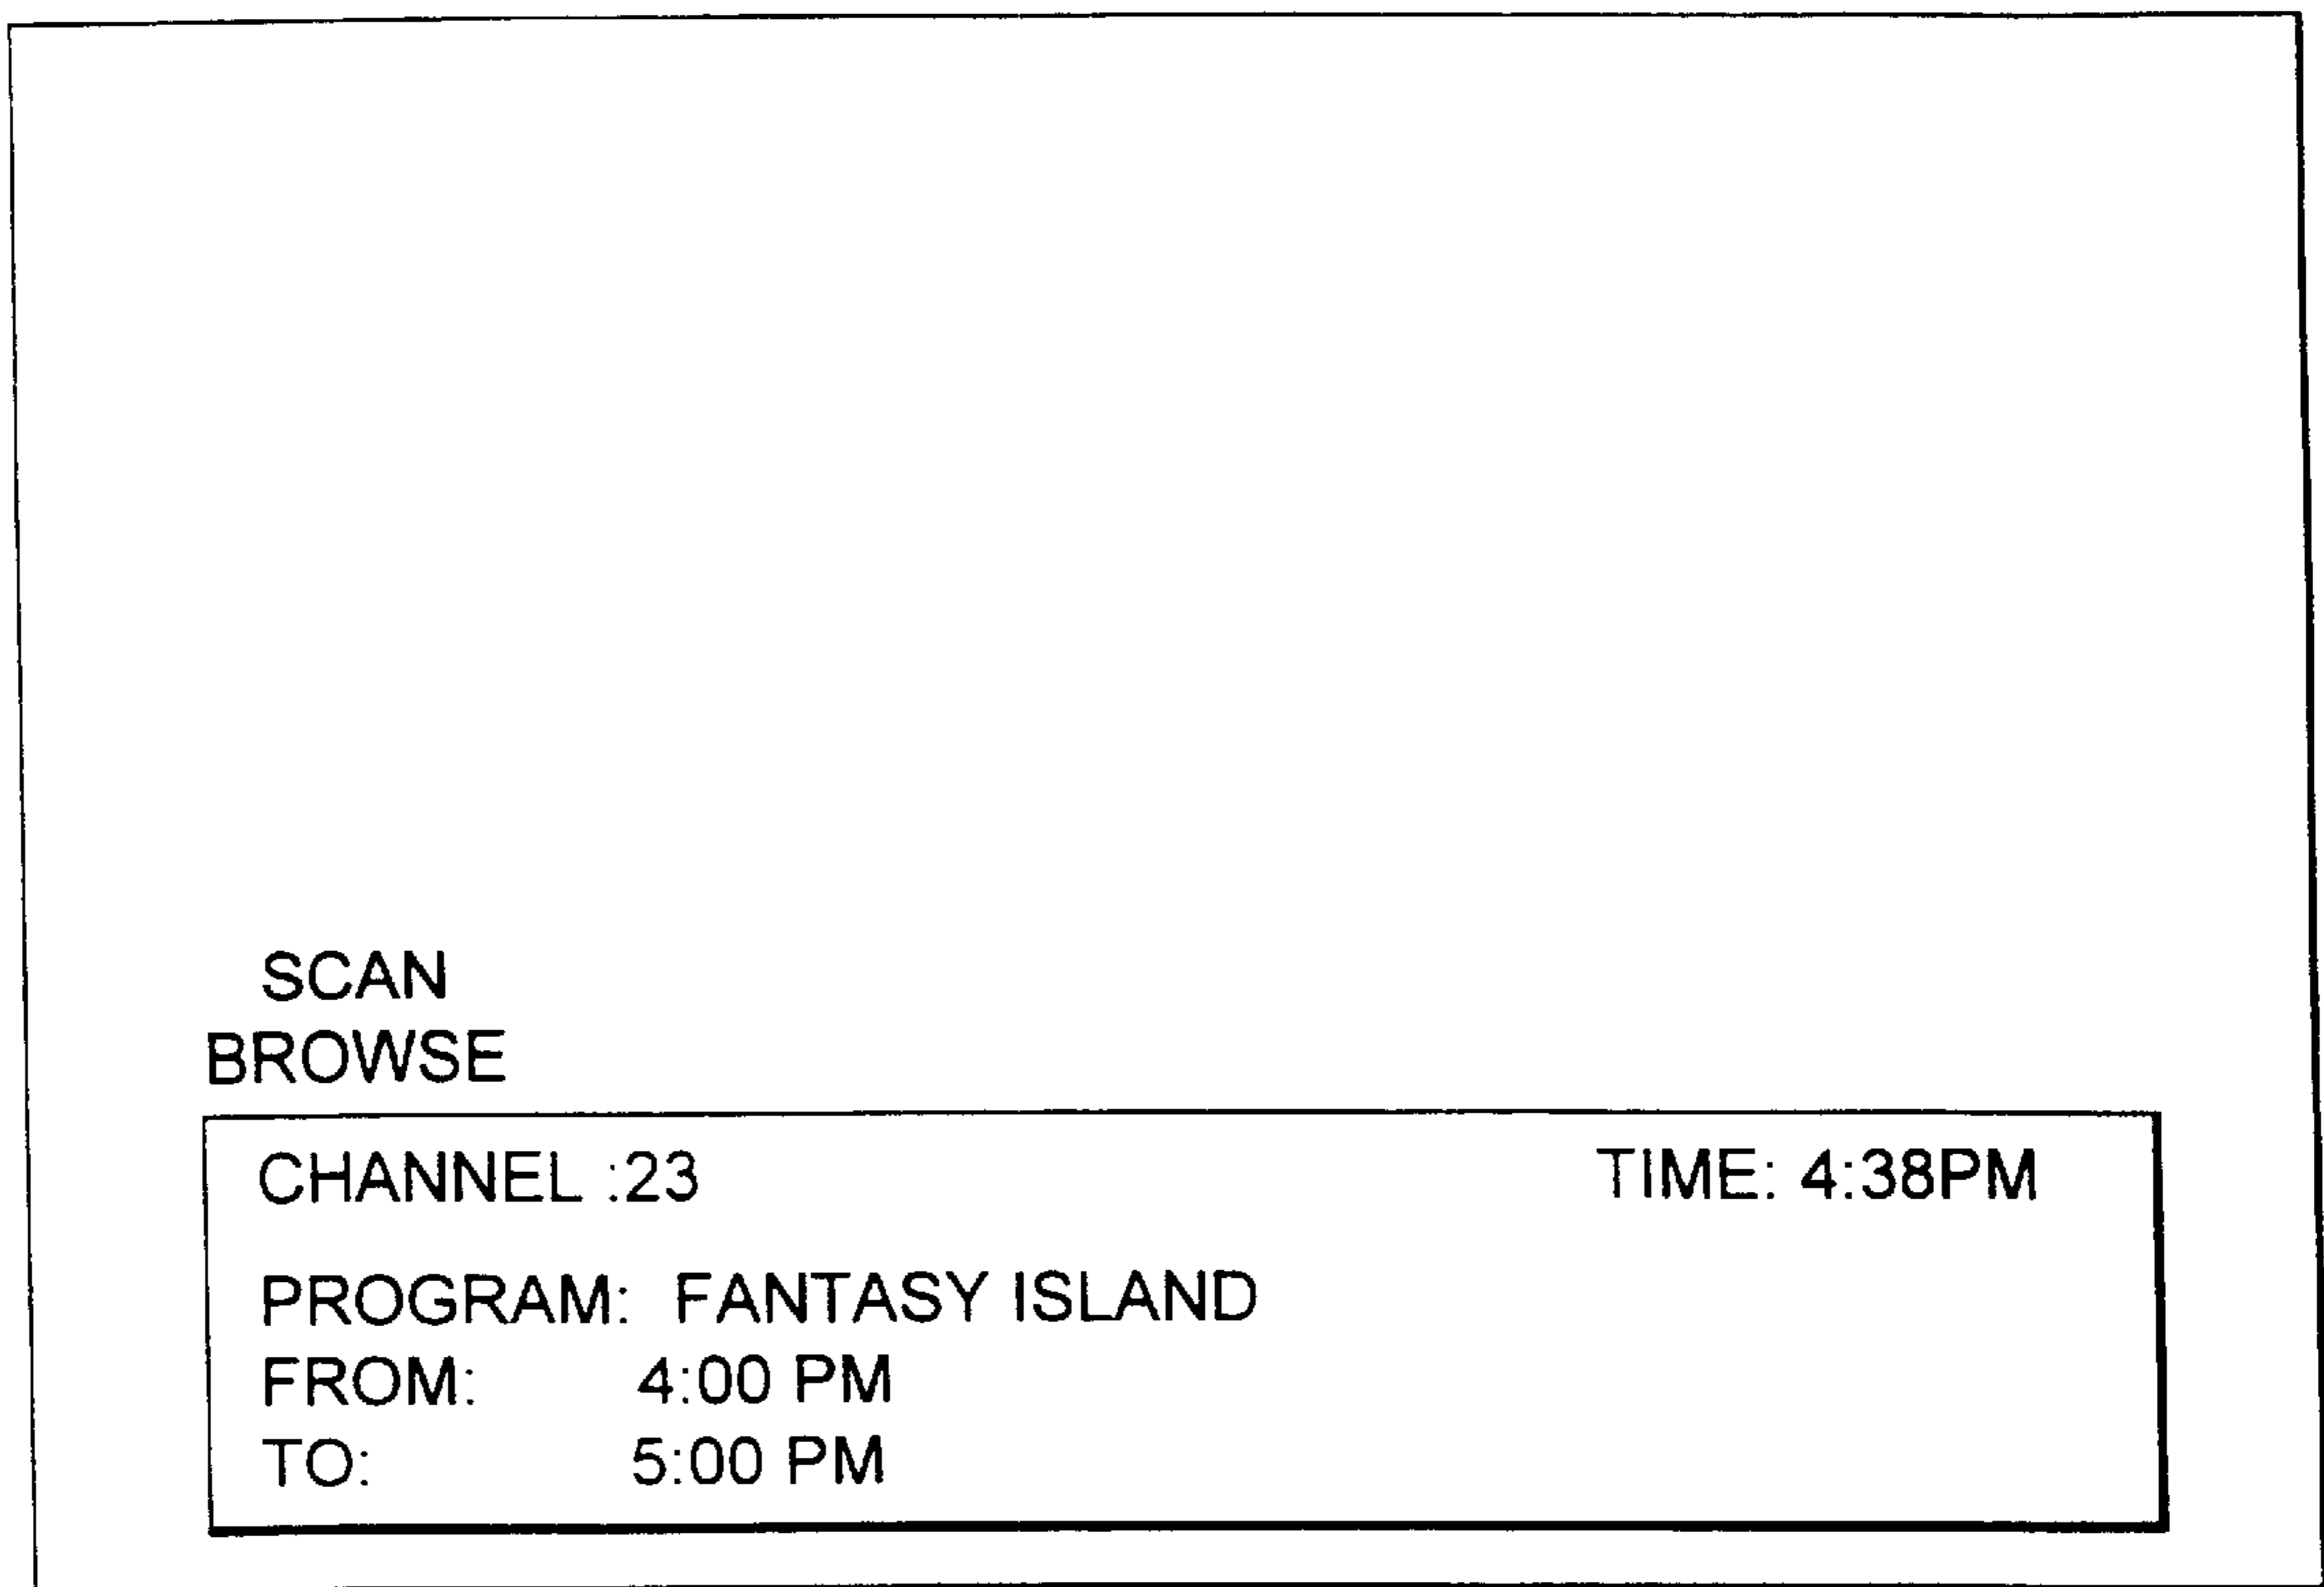 SCAN
BROWSE
CHANNEL :23 TIME: 4:38PM
PROGRAM: FANTASY ISLAND
FROM: 4:00 PM
TO: 5:00 PM